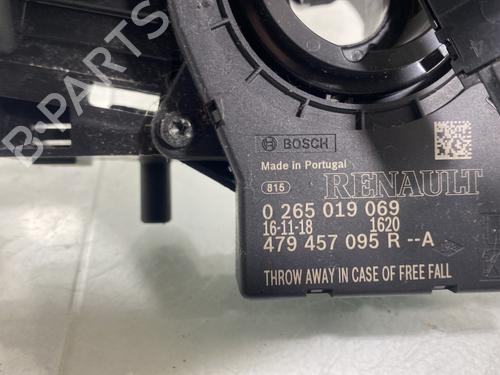 B-Parts
BOSCH
Made in Portugal
815
RENAULT
0 265 019 069
16-11-18 1620
479 457 095 R --A
THROW AWAY IN CASE OF FREE FALL